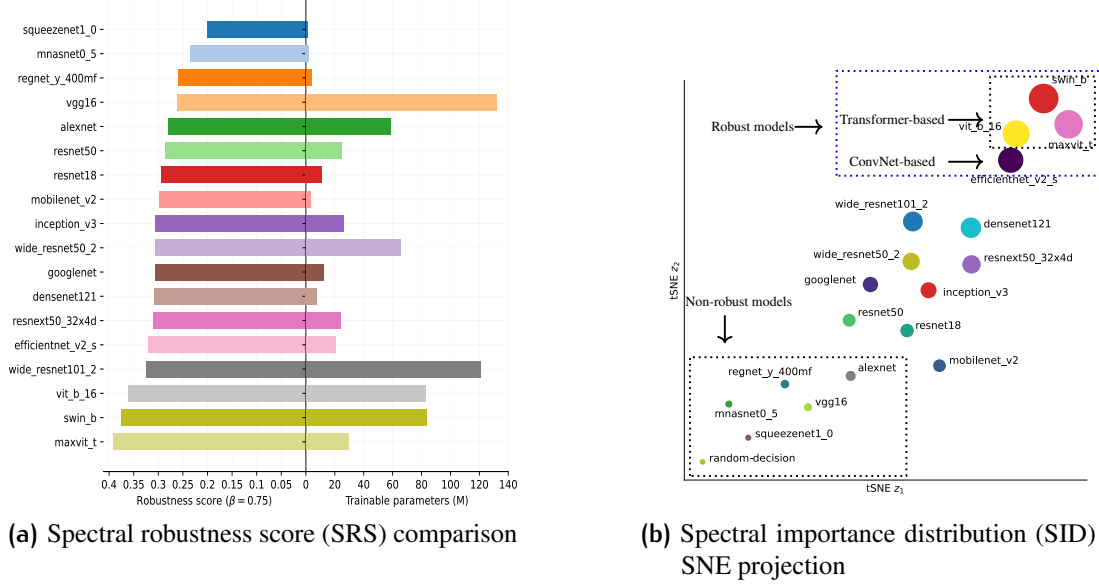 squeezenet1_0
mnasnet0_5
regnet_y_400mf
vgg16
alexnet
resnet50
resnet18
mobilenet_v2
inception_v3
wide_resnet50_2
googlenet
densenet121
resnext50_32x4d
efficientnet_v2_s
wide_resnet101_2
vit_b_16
swin_b
maxvit_t
0.4 0.35 0.3 0.25 0.2 0.15 0.1 0.05 0 20 40 60 80 100 120 140
Robustness score (β = 0.75) Trainable parameters (M)
(a) Spectral robustness score (SRS) comparison
swin_b
Transformer-based
Robust models
vit_b_16
maxvit_t
ConvNet-based
efficientnet_v2_s
wide_resnet101_2
densenet121
wide_resnet50_2
resnext50_32x4d
googlenet
inception_v3
Non-robust models
resnet50
resnet18
mobilenet_v2
alexnet
regnet_y_400mf
vgg16
mnasnet0_5
squeezenet1_0
random-decision
tSNE z2
tSNE z1
(b) Spectral importance distribution (SID)
SNE projection